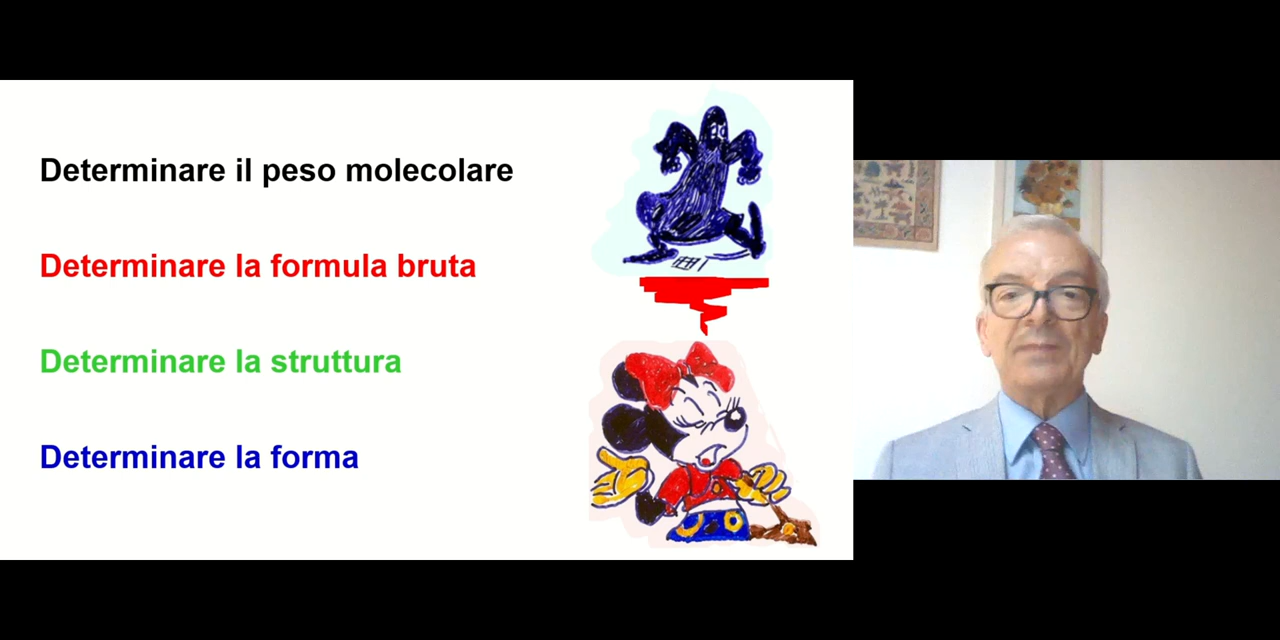 Determinare il peso molecolare
Determinare la formula bruta
Determinare la struttura
Determinare la forma